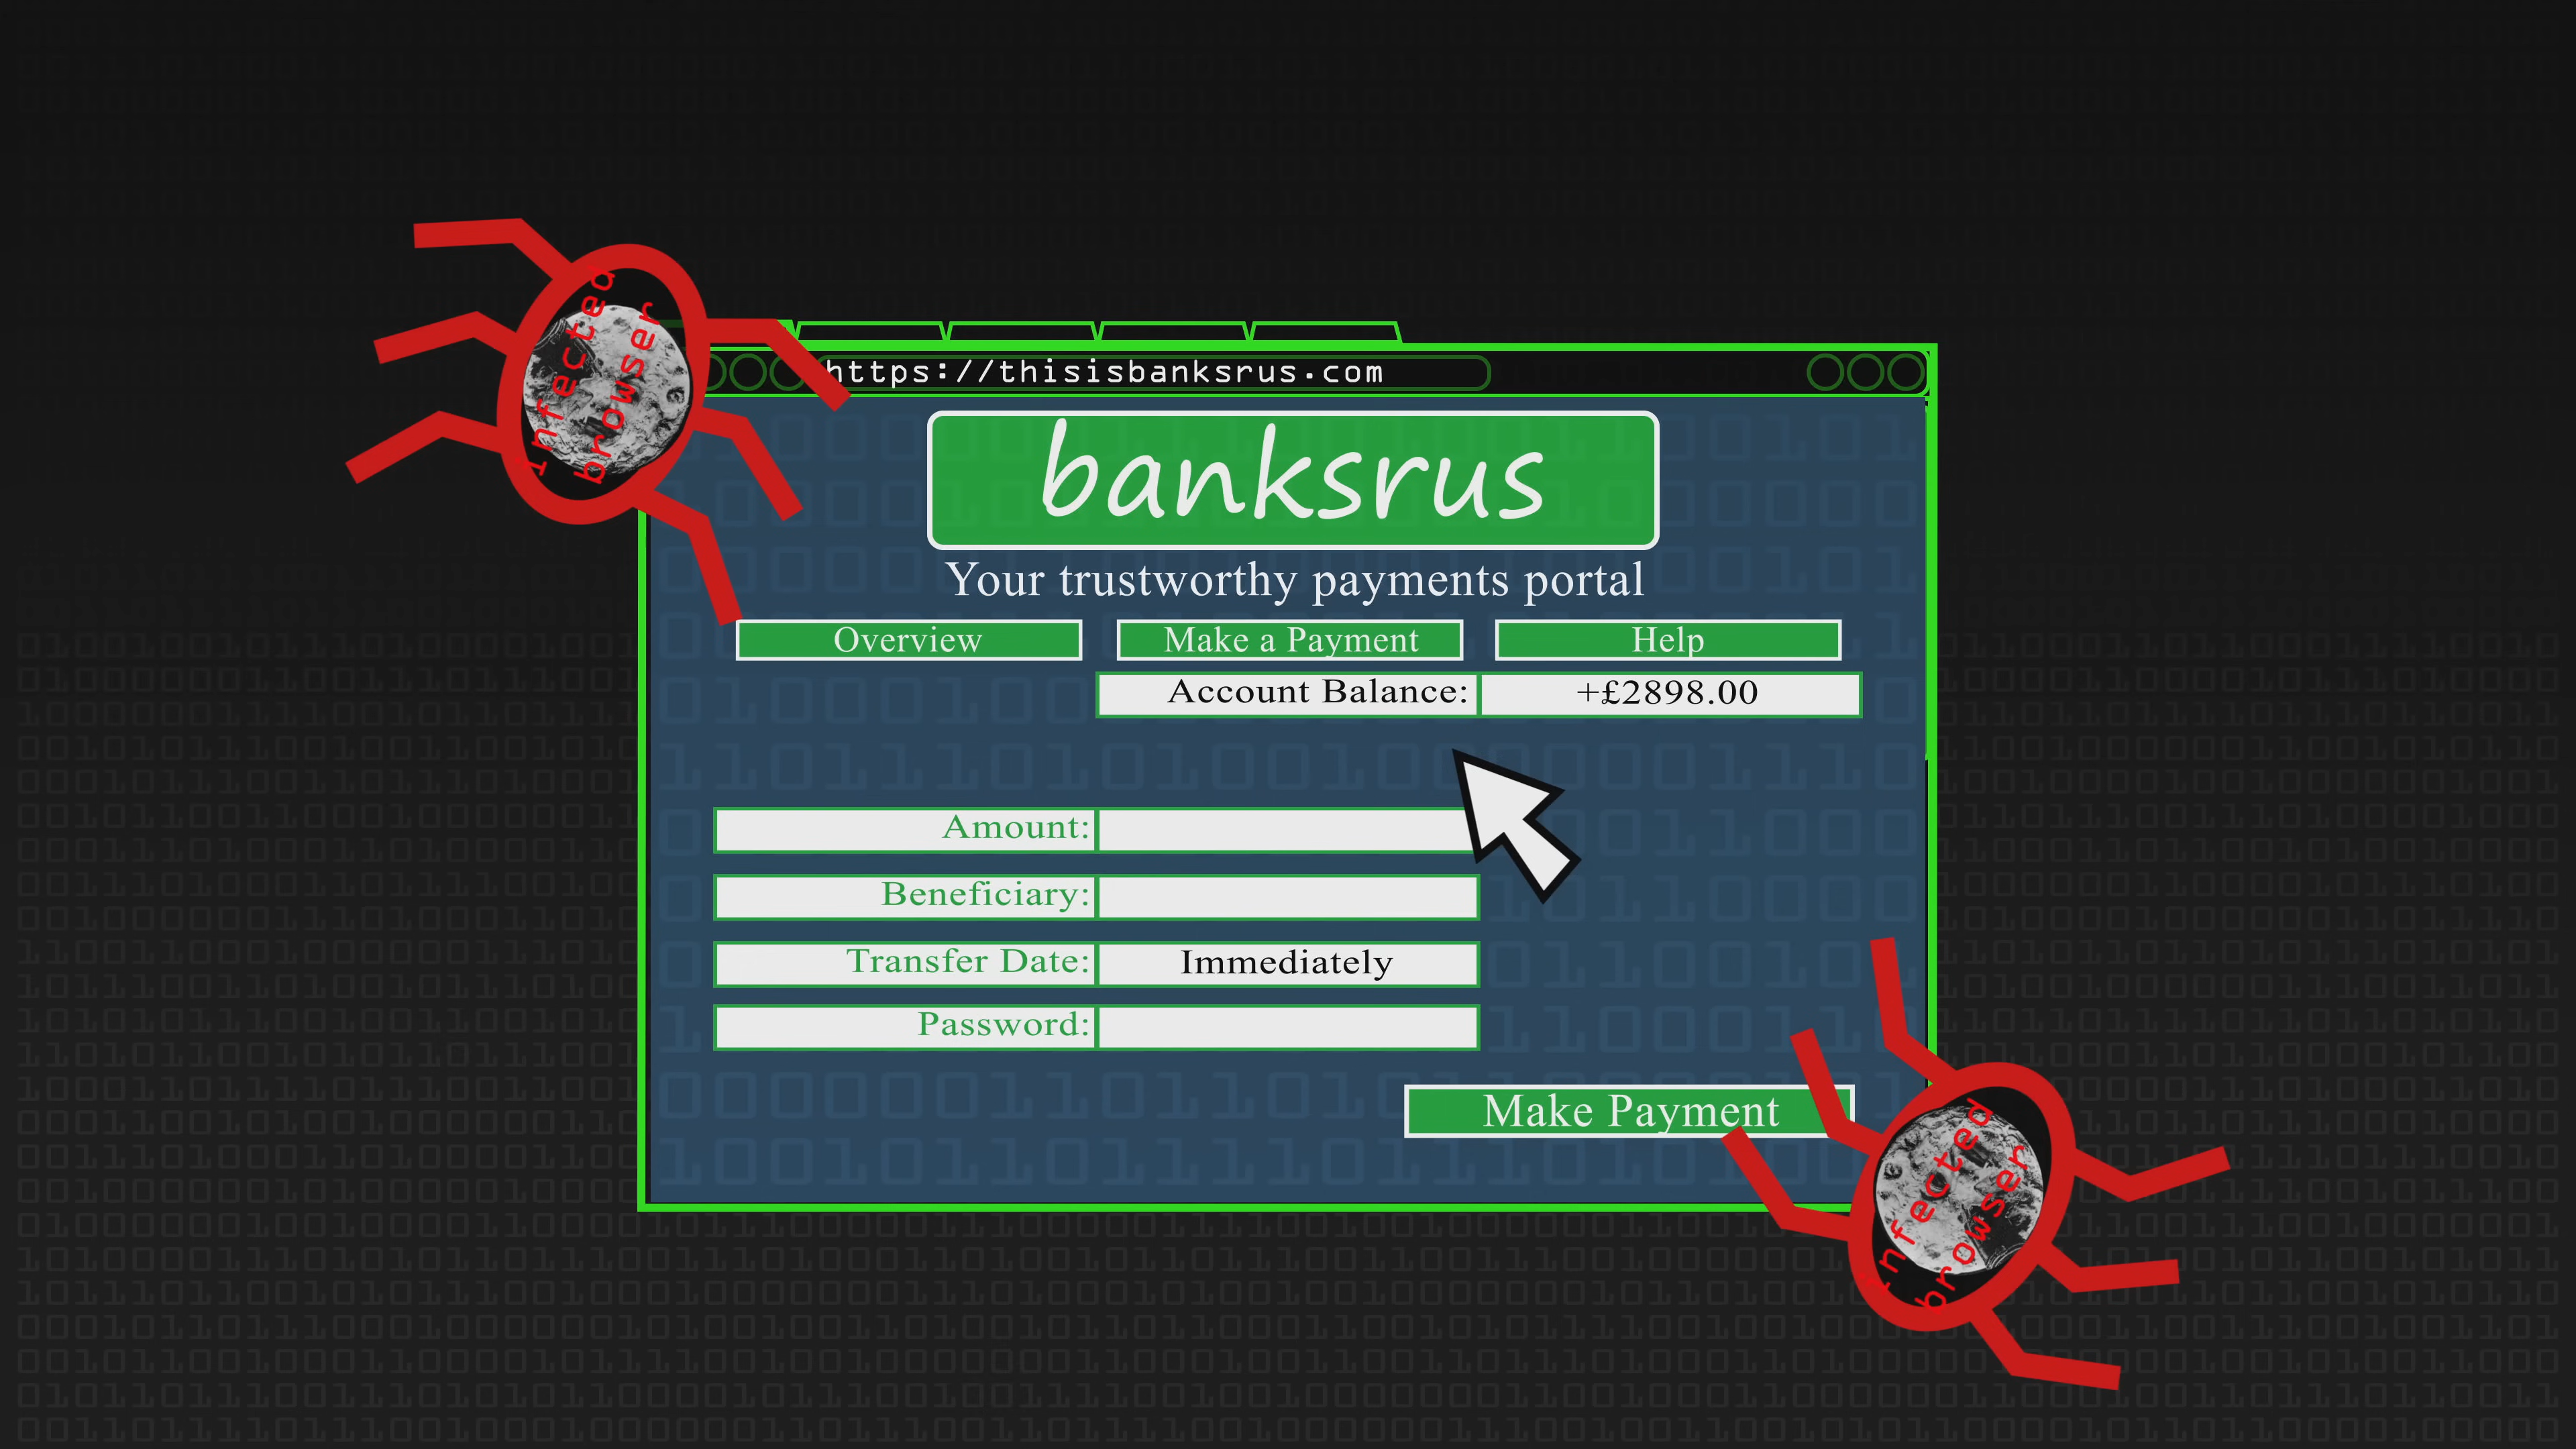 Infected
browser
https://thisisbanksrus.com
banksrus
Your trustworthy payments portal
Overview
Make a Payment
Help
Account Balance:
+£2898.00
Amount:
Beneficiary:
Transfer Date:
Immediately
Password:
Make Payment
Infected
browser